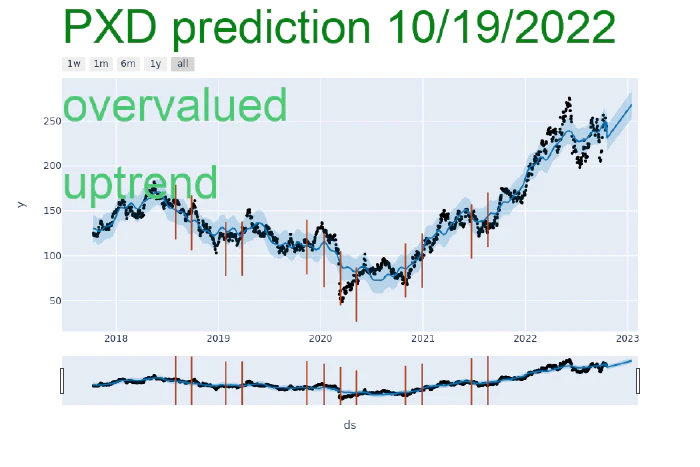 PXD prediction 10/19/2022
1w 1m 6m 1y all
overvalued
uptrend
250
200
150
100
50
y
2018 2019 2020 2021 2022 2023
ds